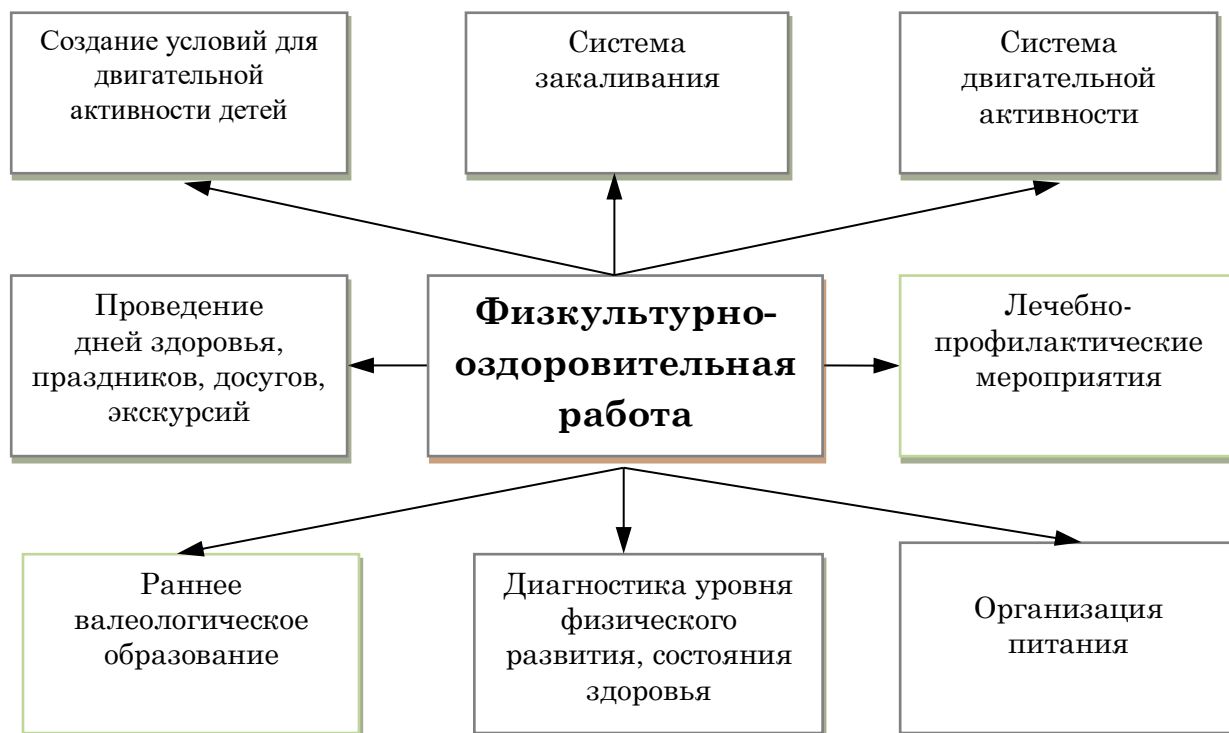 Создание условий для
двигательной
активности детей
Система
закаливания
Система
двигательной
активности
Проведение
дней здоровья,
праздников, досугов,
экскурсий
Физкультурно-
оздоровительная
работа
Лечебно-
профилактические
мероприятия
Раннее
валеологическое
образование
Диагностика уровня
физического
развития, состояния
здоровья
Организация
питания